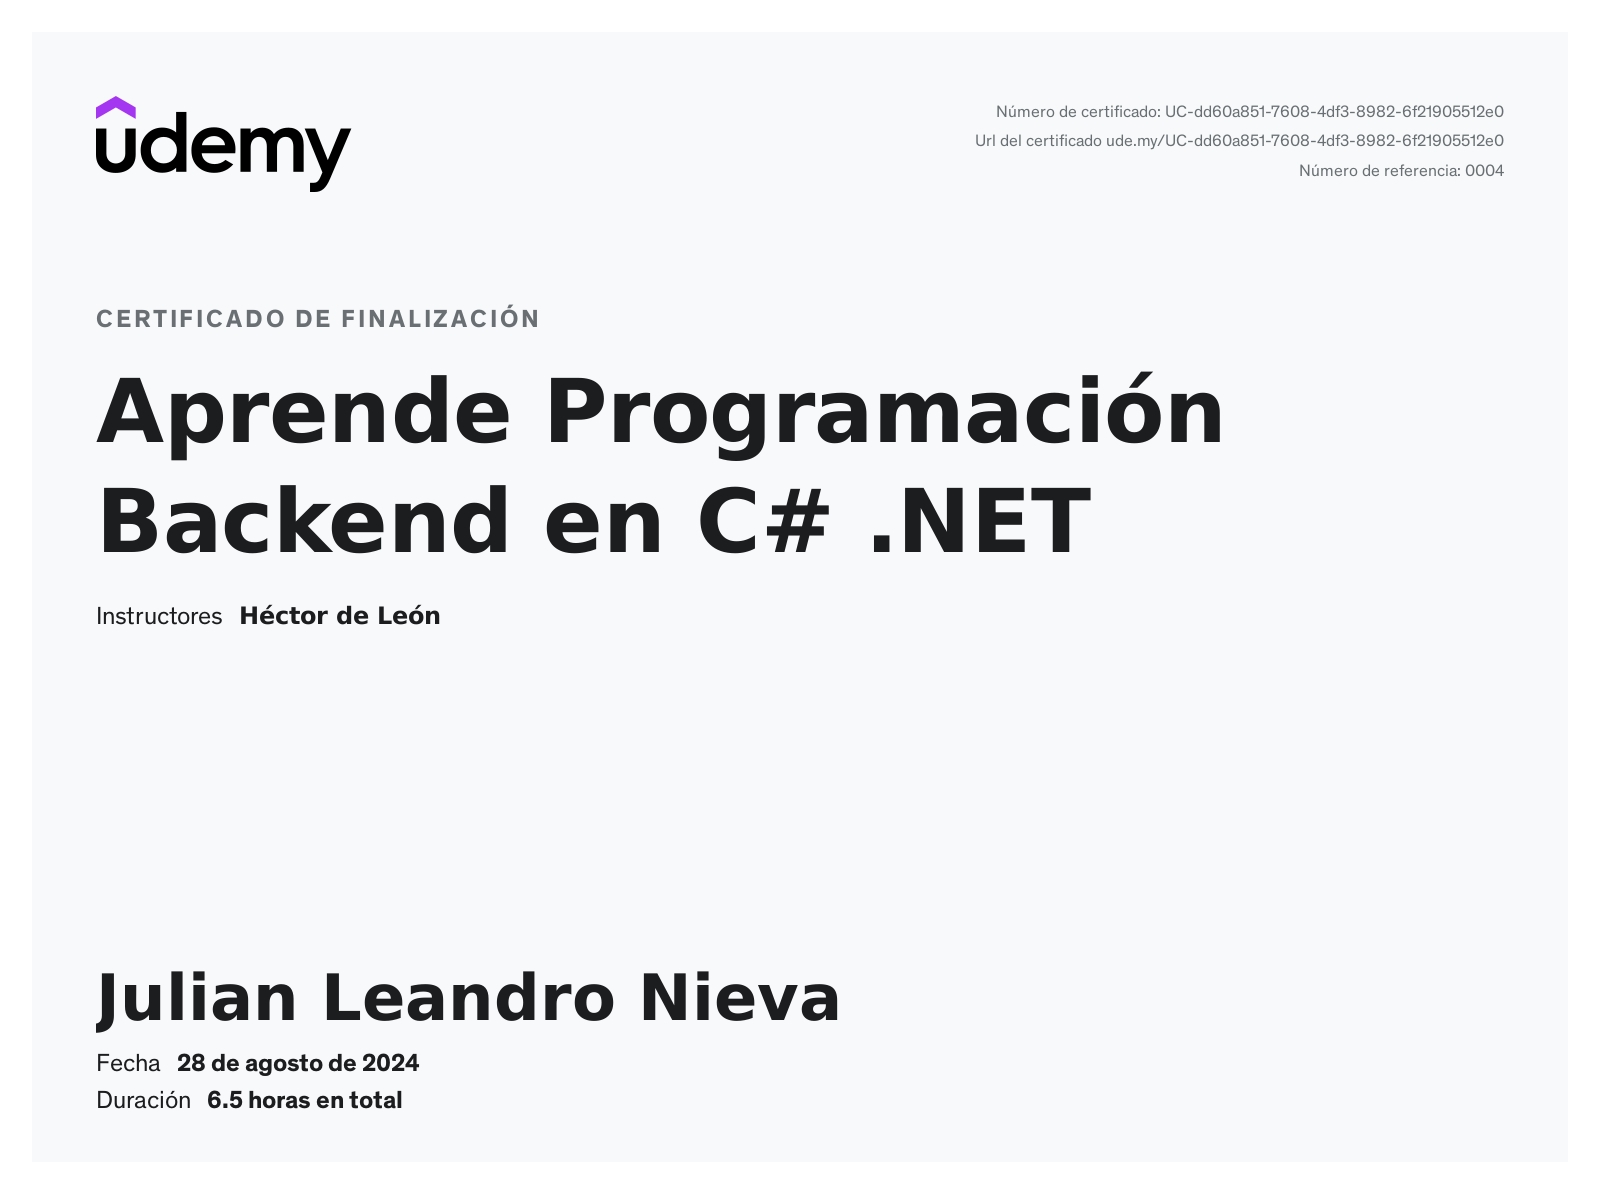 udemy
Número de certificado: UC-dd60a851-7608-4df3-8982-6f21905512e0
Url del certificado ude.my/UC-dd60a851-7608-4df3-8982-6f21905512e0
Número de referencia: 0004
CERTIFICADO DE FINALIZACIÓN
Aprende Programación
Backend en C# .NET
Instructores Héctor de León
Julian Leandro Nieva
Fecha 28 de agosto de 2024
Duración 6.5 horas en total